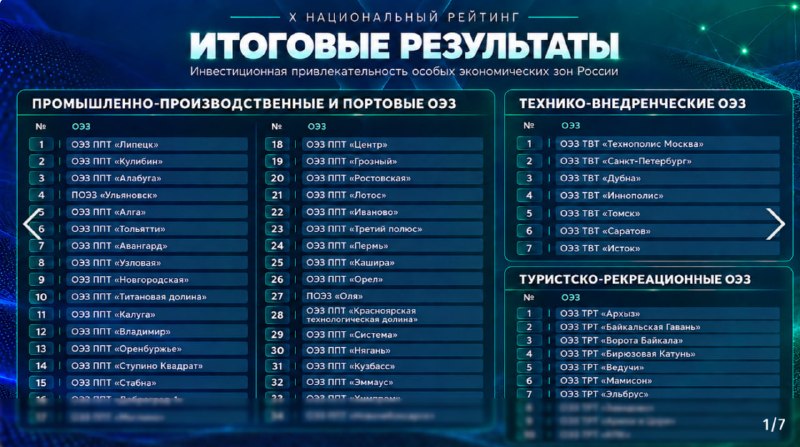 X НАЦИОНАЛЬНЫЙ РЕЙТИНГ
ИТОГОВЫЕ РЕЗУЛЬТАТЫ
Инвестиционная привлекательность особых экономических зон России
ПРОМЫШЛЕННО-ПРОИЗВОДСТВЕННЫЕ И ПОРТОВЫЕ ОЭЗ
№ ОЭЗ
1 ОЭЗ ППТ «Липецк»
2 ОЭЗ ППТ «Кулибин»
3 ОЭЗ ППТ «Алабуга»
4 ПОЭЗ «Ульяновск»
5 ОЭЗ ППТ «Алга»
6 ОЭЗ ППТ «Тольятти»
7 ОЭЗ ППТ «Авангард»
8 ОЭЗ ППТ «Узловая»
9 ОЭЗ ППТ «Новгородская»
10 ОЭЗ ППТ «Титановая долина»
11 ОЭЗ ППТ «Калуга»
12 ОЭЗ ППТ «Владимир»
13 ОЭЗ ППТ «Оренбуржье»
14 ОЭЗ ППТ «Ступино Квадрат»
15 ОЭЗ ППТ «Стабна»
16 ОЭЗ ППТ
№ ОЭЗ
18 ОЭЗ ППТ «Центр»
19 ОЭЗ ППТ «Грозный»
20 ОЭЗ ППТ «Ростовская»
21 ОЭЗ ППТ «Лотос»
22 ОЭЗ ППТ «Иваново»
23 ОЭЗ ППТ «Третий полюс»
24 ОЭЗ ППТ «Пермь»
25 ОЭЗ ППТ «Кашира»
26 ОЭЗ ППТ «Орел»
27 ПОЭЗ «Оля»
28 ОЭЗ ППТ «Красноярская
технологическая долина»
29 ОЭЗ ППТ «Система»
30 ОЭЗ ППТ «Нягань»
31 ОЭЗ ППТ «Кузбасс»
32 ОЭЗ ППТ «Эммаус»
33 ОЭЗ ППТ
ТЕХНИКО-ВНЕДРЕНЧЕСКИЕ ОЭЗ
№ ОЭЗ
1 ОЭЗ ТВТ «Технополис Москва»
2 ОЭЗ ТВТ «Санкт-Петербург»
3 ОЭЗ ТВТ «Дубна»
4 ОЭЗ ТВТ «Иннополис»
5 ОЭЗ ТВТ «Томск»
6 ОЭЗ ТВТ «Саратов»
7 ОЭЗ ТВТ «Исток»
ТУРИСТСКО-РЕКРЕАЦИОННЫЕ ОЭЗ
№ ОЭЗ
1 ОЭЗ ТРТ «Архыз»
2 ОЭЗ ТРТ «Байкальская Гавань»
3 ОЭЗ ТРТ «Ворота Байкала»
4 ОЭЗ ТРТ «Бирюзовая Катунь»
5 ОЭЗ ТРТ «Ведучи»
6 ОЭЗ ТРТ «Мамисон»
7 ОЭЗ ТРТ «Эльбрус»
1/7